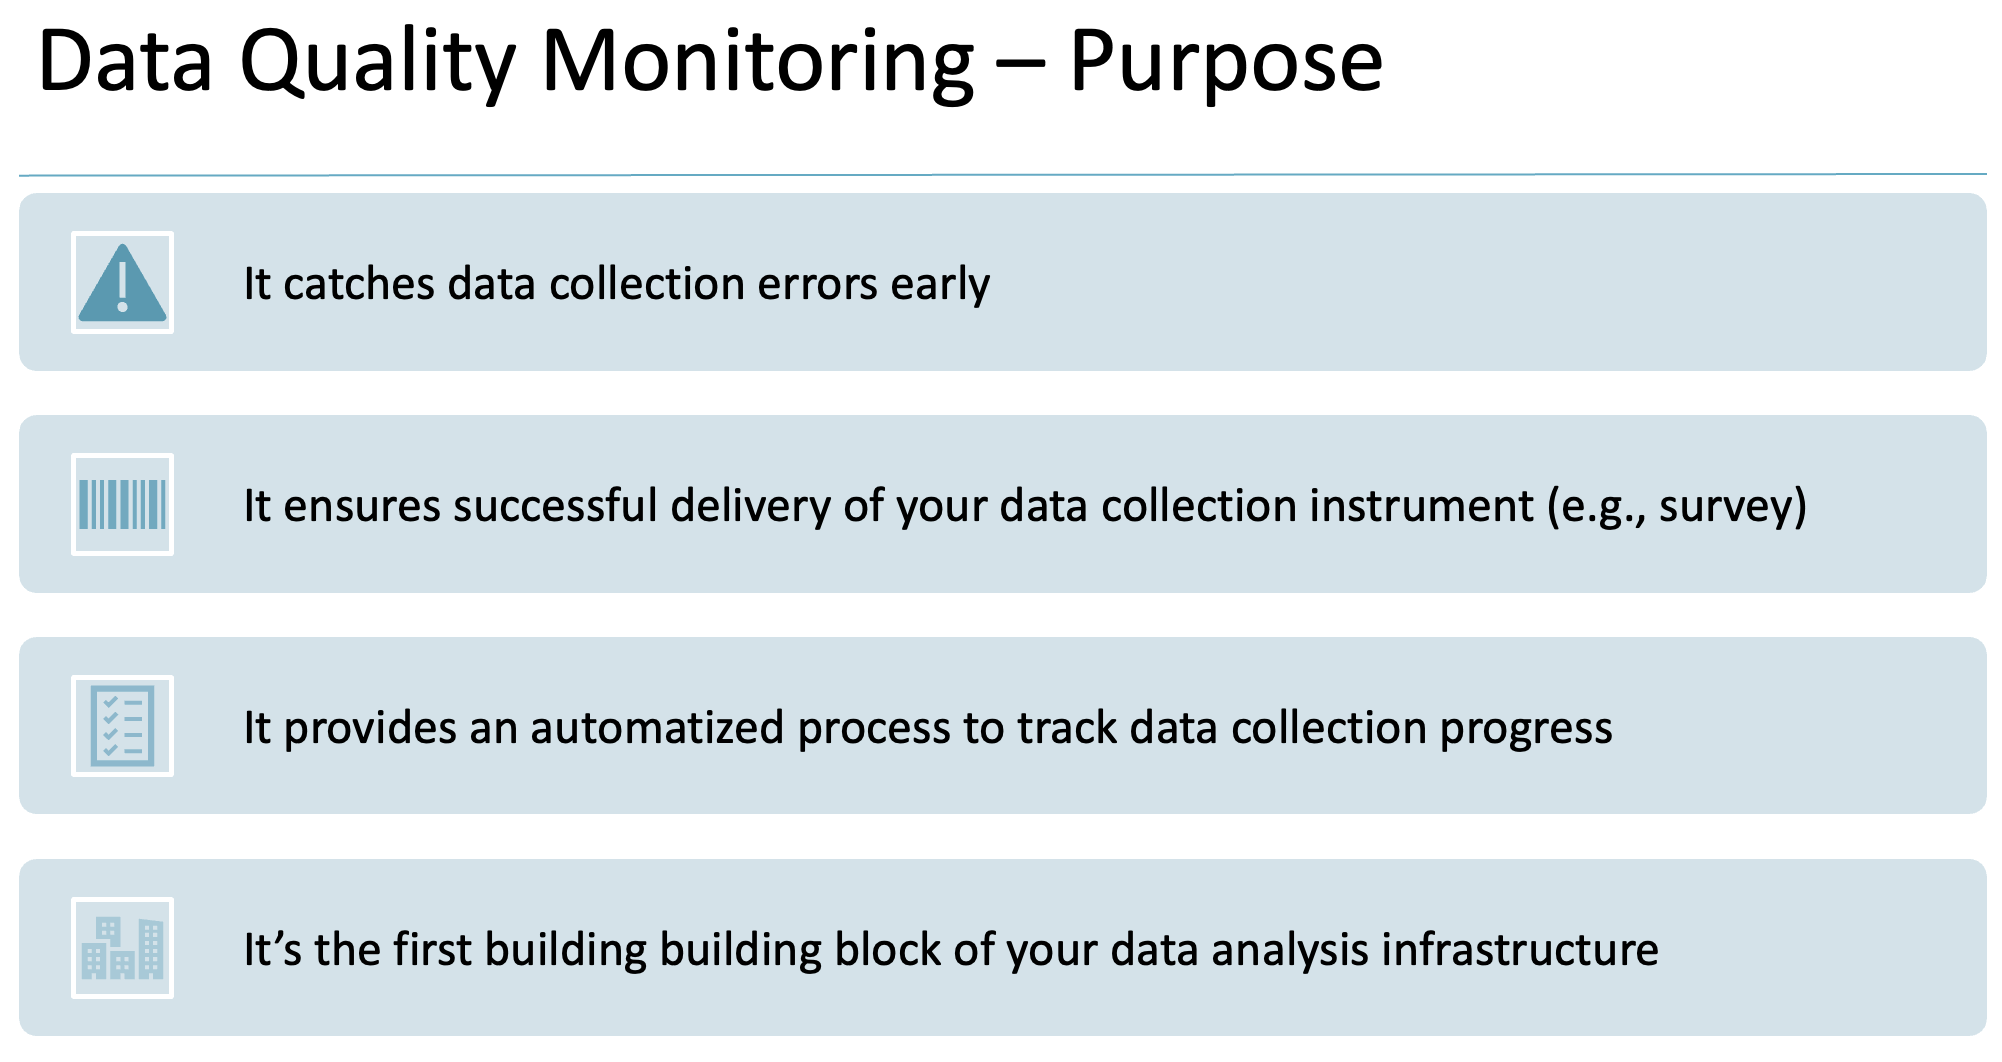 Data Quality Monitoring – Purpose
It catches data collection errors early
It ensures successful delivery of your data collection instrument (e.g., survey)
It provides an automatized process to track data collection progress
It’s the first building building block of your data analysis infrastructure